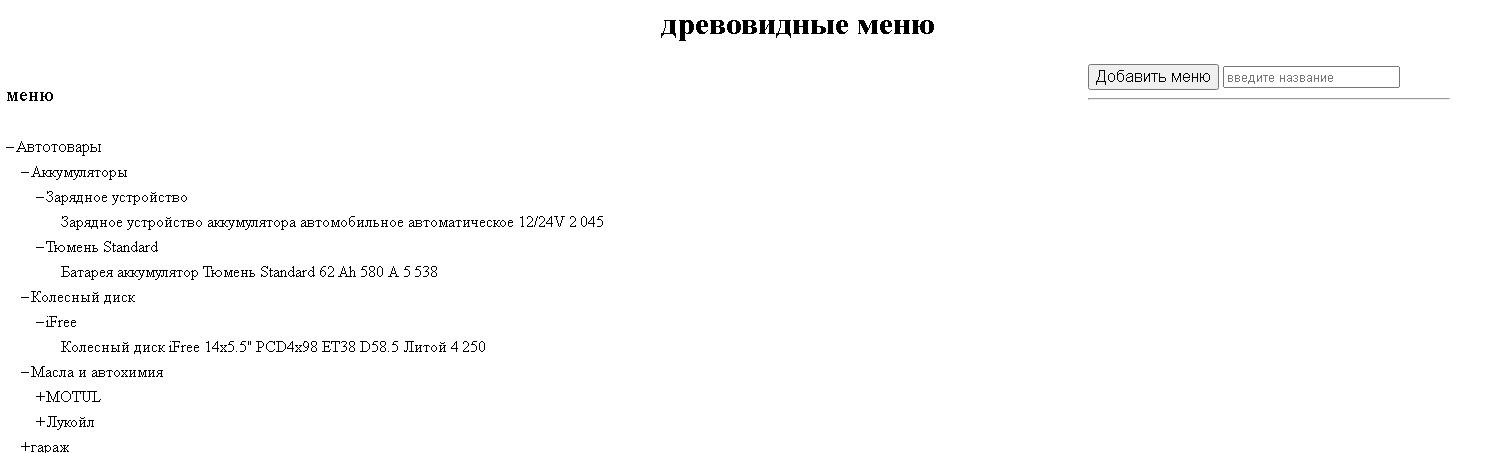 древовидные меню
Добавить меню введите название
меню
−Автотовары
−Аккумуляторы
−Зарядное устройство
Зарядное устройство аккумулятора автомобильное автоматическое 12/24V 2 045
−Тюмень Standard
Батарея аккумулятор Тюмень Standard 62 Ah 580 А 5 538
−Колесный диск
−iFree
Колесный диск iFree 14x5.5" PCD4x98 ET38 D58.5 Литой 4 250
−Масла и автохимия
+MOTUL
+Лукойл
+гараж